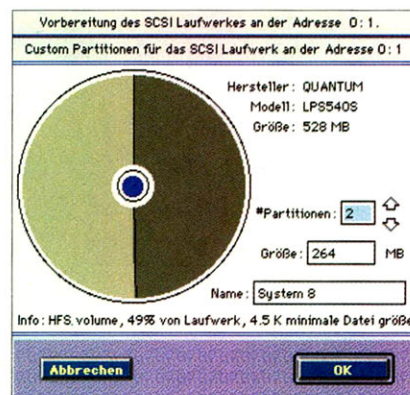 Vorbereitung des SCSI Laufwerkes an der Adresse 0:1.
Custom Partitionen für das SCSI Laufwerk an der Adresse 0:1
Hersteller: QUANTUM
Modell: LPS540S
Größe: 528 MB
#Partitionen: 2
Größe: 264 MB
Name: System 8
Info: HFS volume, 49% von Laufwerk, 4.5 K minimale Datei größe
Abbrechen
OK